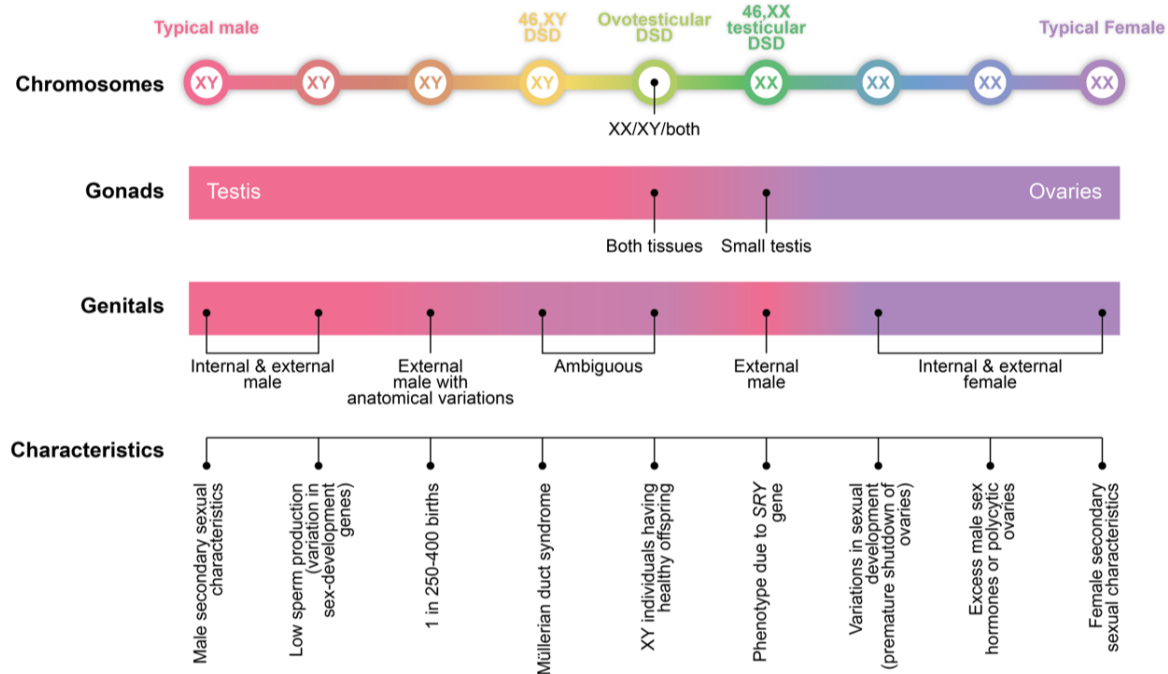 Typical male
46,XY
DSD
Ovotesticular
DSD
46,XX
testicular
DSD
Typical Female
Chromosomes
XY
XY
XY
XY
XX
XX
XX
XX
XX/XY/both
Gonads
Testis
Ovaries
Both tissues
Small testis
Genitals
Internal & external
male
External
male with
anatomical variations
Ambiguous
External
male
Internal & external
female
Characteristics
Male secondary sexual
characteristics
Low sperm production
(variation in
sex-development
genes)
1 in 250-400 births
Müllerian duct syndrome
XY individuals having
healthy offspring
Phenotype due to SRY
gene
Variations in sexual
development
(premature shutdown of
ovaries)
Excess male sex
hormones or polycytic
ovaries
Female secondary
sexual characteristics